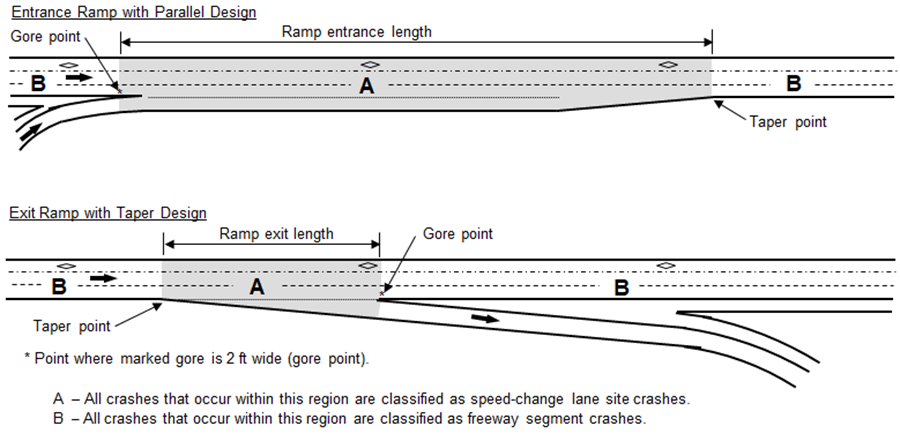 Entrance Ramp with Parallel Design
Gore point
Ramp entrance length
B
A
B
*
Taper point
Exit Ramp with Taper Design
Ramp exit length
Gore point
B
A
B
*
Taper point
* Point where marked gore is 2 ft wide (gore point).
A – All crashes that occur within this region are classified as speed-change lane site crashes.
B – All crashes that occur within this region are classified as freeway segment crashes.